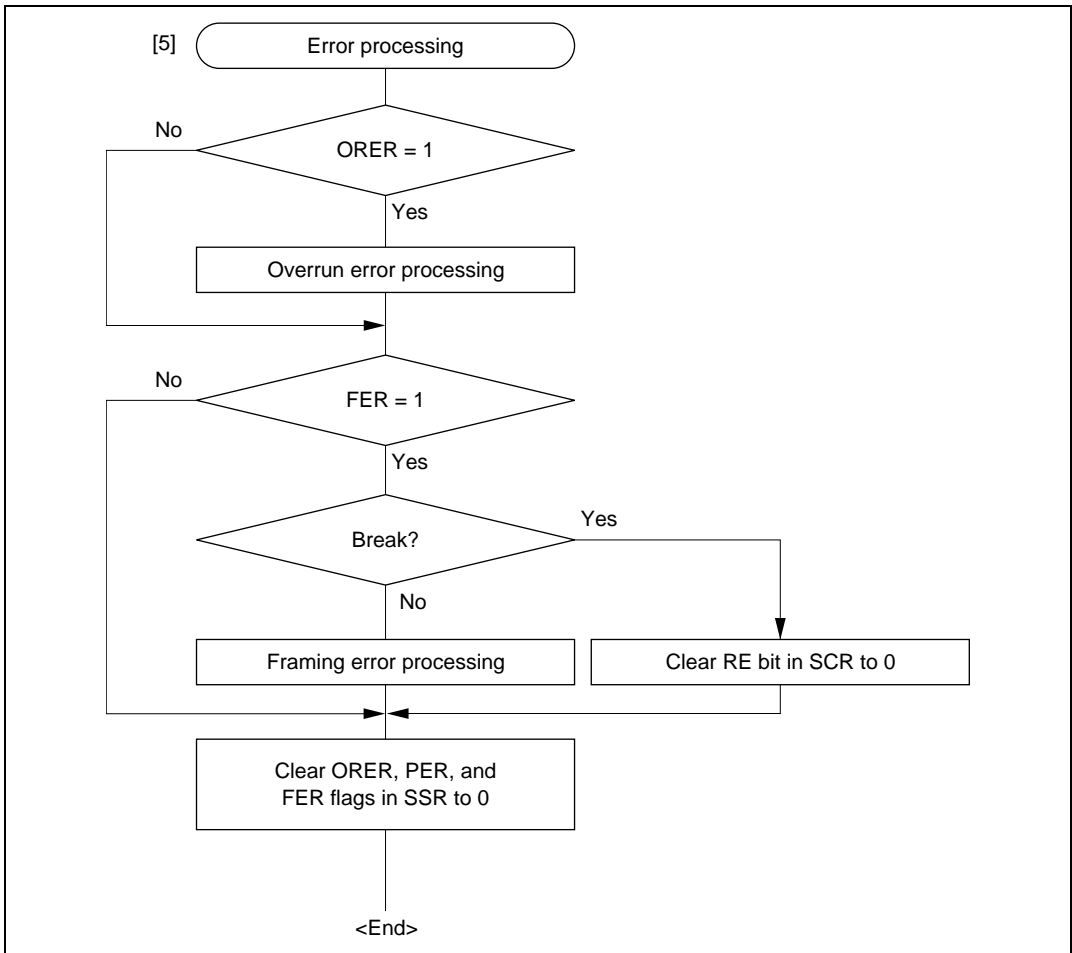 [5] Error processing
No
ORER = 1
Yes
Overrun error processing
No
FER = 1
Yes
Yes
Break?
No
Framing error processing
Clear RE bit in SCR to 0
Clear ORER, PER, and
FER flags in SSR to 0
<End>